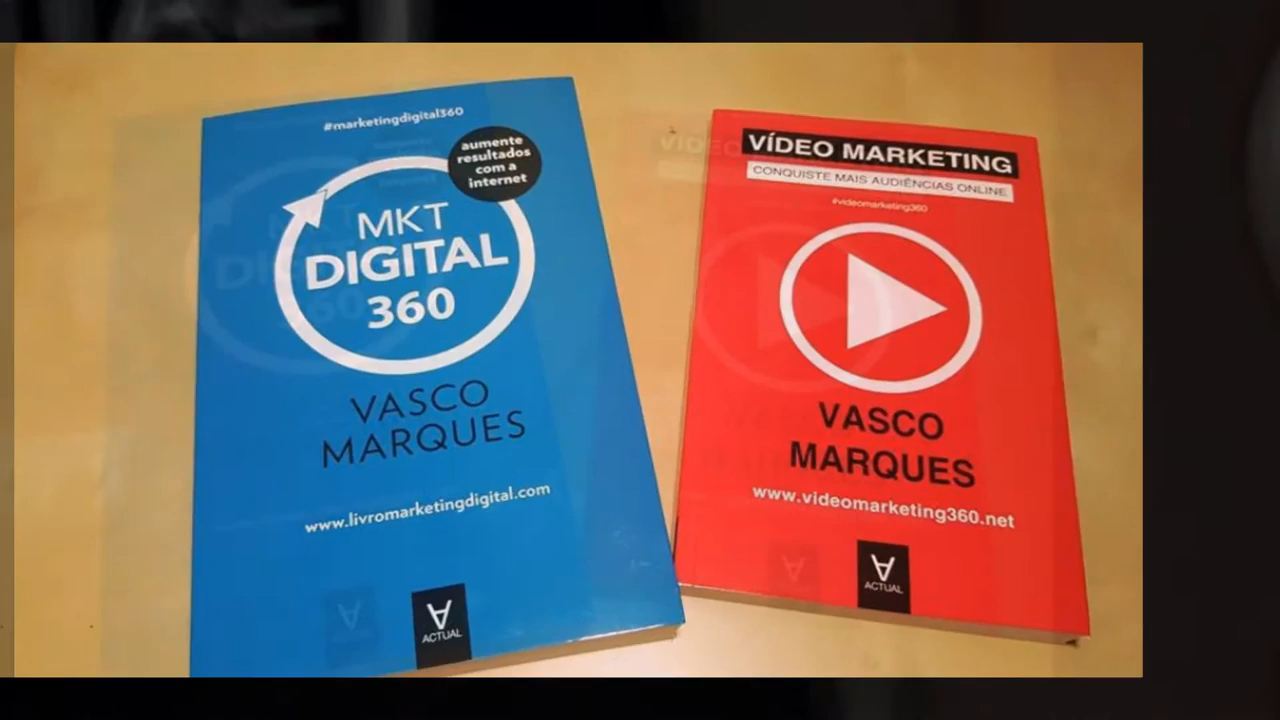 #marketingdigital360
aumente
resultados
com a
internet
MKT
DIGITAL
360
VASCO
MARQUES
www.livromarketingdigital.com
ACTUAL
VÍDEO MARKETING
CONQUISTE MAIS AUDIÊNCIAS ONLINE
#videomarketing360
VASCO
MARQUES
www.videomarketing360.net
ACTUAL